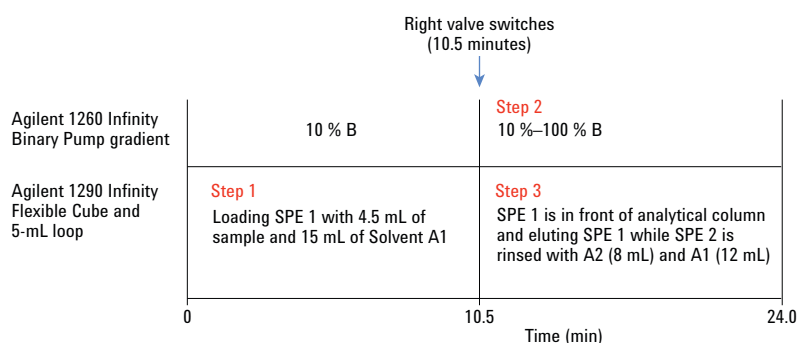 Right valve switches
(10.5 minutes)
Agilent 1260 Infinity
Binary Pump gradient
10 % B
Step 2
10 %–100 % B
Agilent 1290 Infinity
Flexible Cube and
5-mL loop
Step 1
Loading SPE 1 with 4.5 mL of
sample and 15 mL of Solvent A1
Step 3
SPE 1 is in front of analytical column
and eluting SPE 1 while SPE 2 is
rinsed with A2 (8 mL) and A1 (12 mL)
0
10.5
24.0
Time (min)